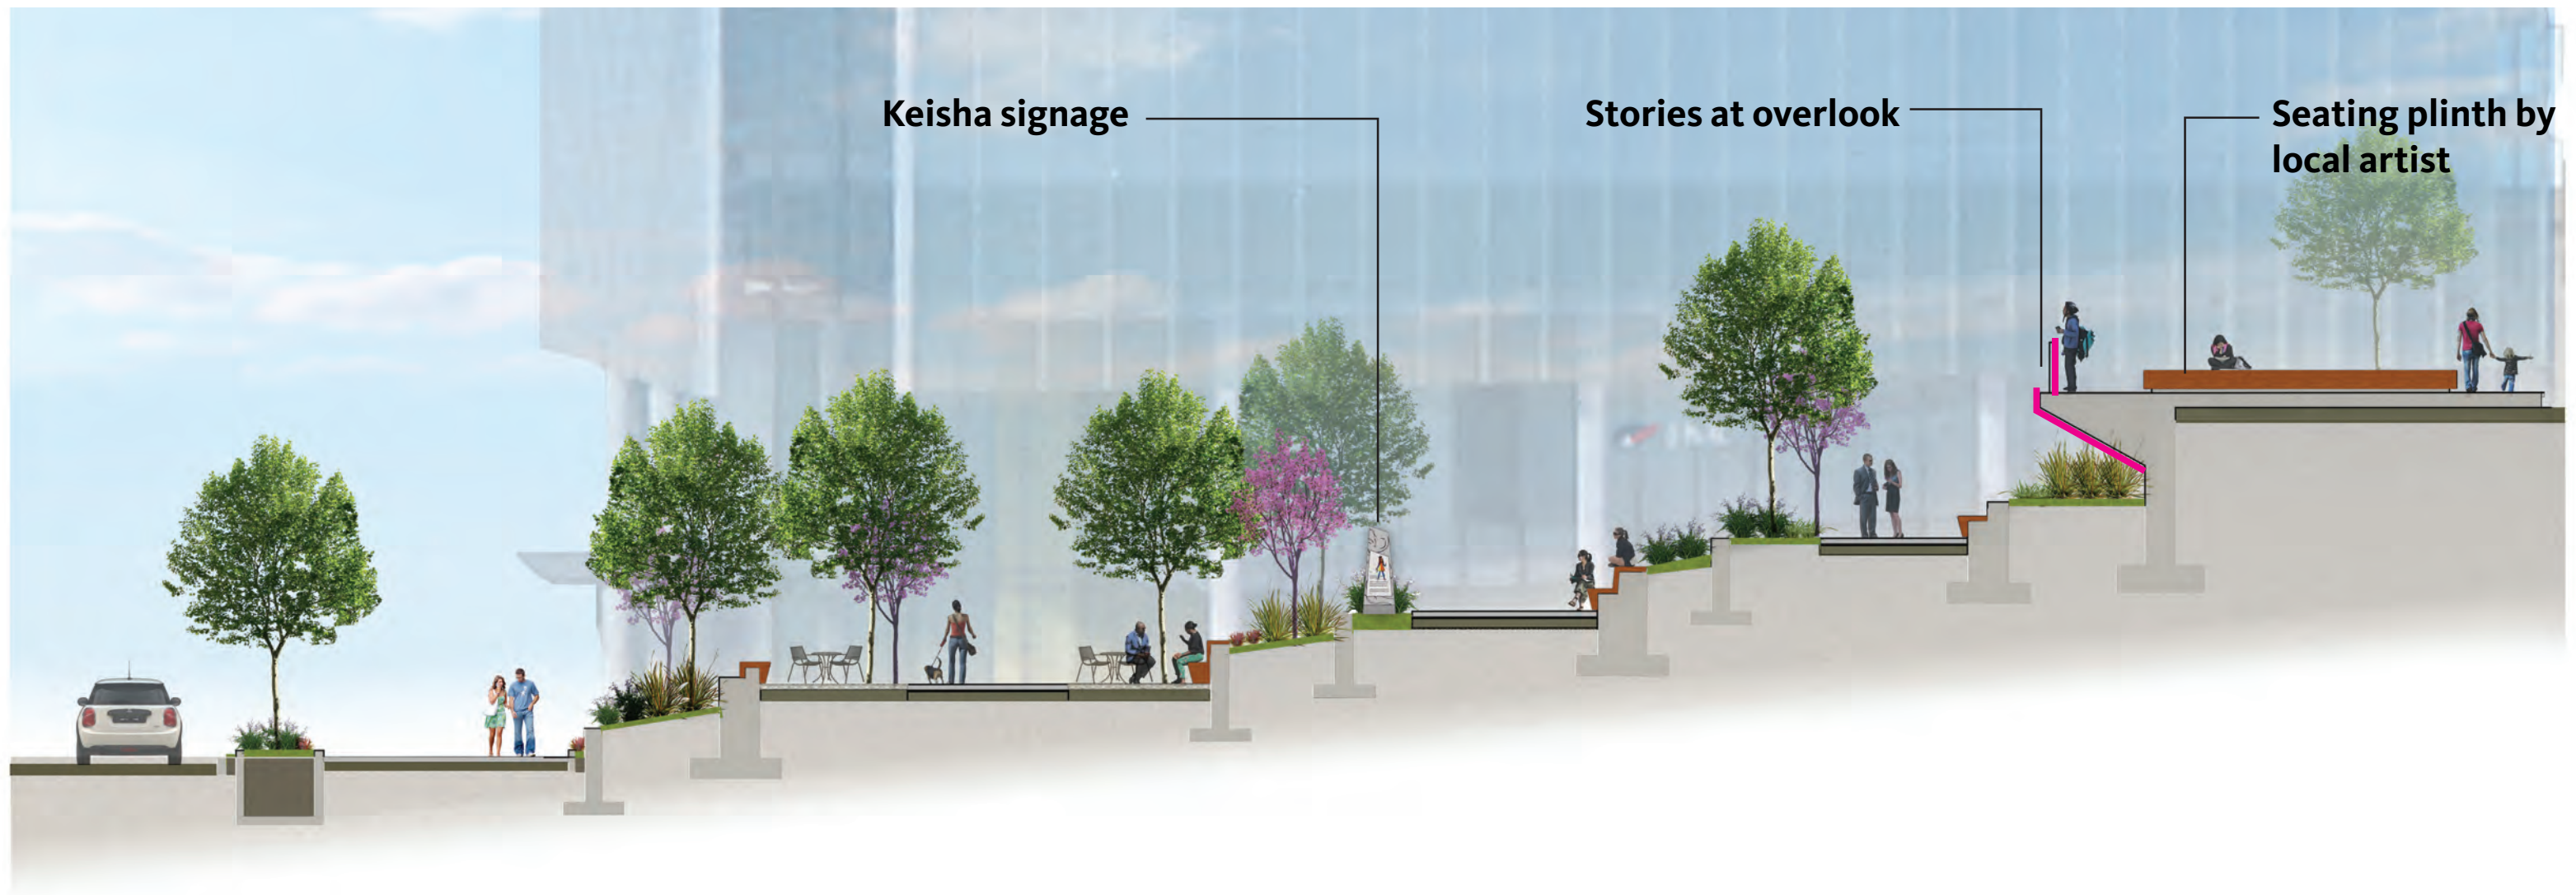 Keisha signage
Stories at overlook
Seating plinth by
local artist